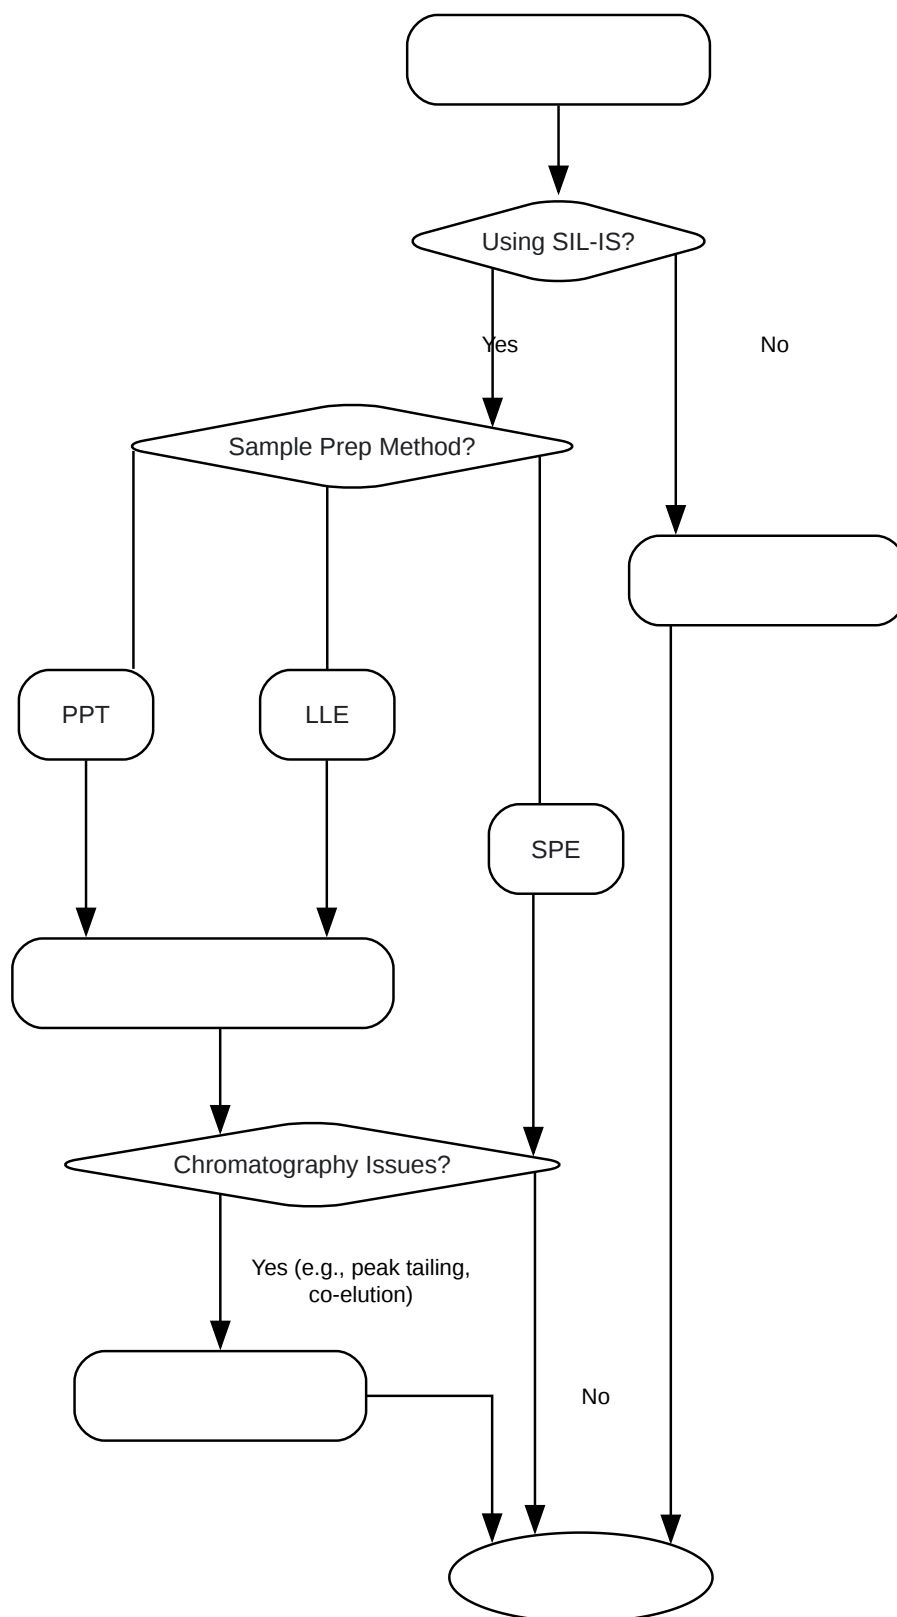 Using SIL-IS?
Yes
No
Sample Prep Method?
PPT
LLE
SPE
Chromatography Issues?
Yes (e.g., peak tailing,
co-elution)
No